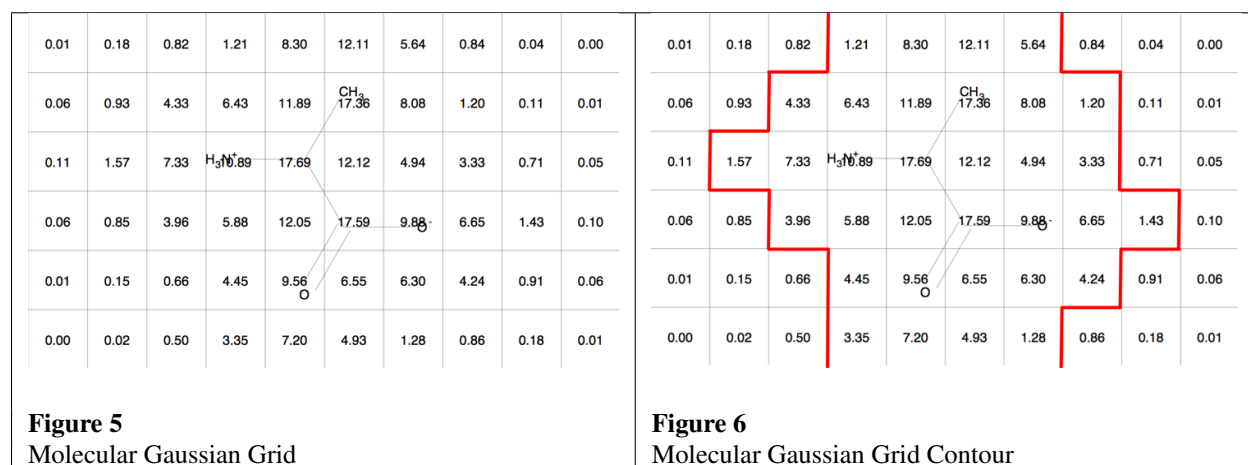 0.01 0.18 0.82 1.21 8.30 12.11 5.64 0.84 0.04 0.00
CH₃
0.06 0.93 4.33 6.43 11.89 17.36 8.08 1.20 0.11 0.01
0.11 1.57 7.33 H₃N⁺ 10.89 17.69 12.12 4.94 3.33 0.71 0.05
0.06 0.85 3.96 5.88 12.05 17.59 9.88 O⁻ 6.65 1.43 0.10
0.01 0.15 0.66 4.45 9.56 6.55 6.30 4.24 0.91 0.06
O
0.00 0.02 0.50 3.35 7.20 4.93 1.28 0.86 0.18 0.01
Figure 5
Molecular Gaussian Grid
0.01 0.18 0.82 1.21 8.30 12.11 5.64 0.84 0.04 0.00
CH₃
0.06 0.93 4.33 6.43 11.89 17.36 8.08 1.20 0.11 0.01
0.11 1.57 7.33 H₃N⁺ 10.89 17.69 12.12 4.94 3.33 0.71 0.05
0.06 0.85 3.96 5.88 12.05 17.59 9.88 O⁻ 6.65 1.43 0.10
0.01 0.15 0.66 4.45 9.56 6.55 6.30 4.24 0.91 0.06
O
0.00 0.02 0.50 3.35 7.20 4.93 1.28 0.86 0.18 0.01
Figure 6
Molecular Gaussian Grid Contour